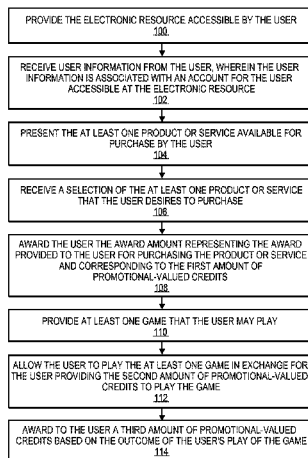 PROVIDE THE ELECTRONIC RESOURCE ACCESSIBLE BY THE USER
100
RECEIVE USER INFORMATION FROM THE USER, WHEREIN THE USER
INFORMATION IS ASSOCIATED WITH AN ACCOUNT FOR THE USER
ACCESSIBLE AT THE ELECTRONIC RESOURCE
102
PRESENT THE AT LEAST ONE PRODUCT OR SERVICE AVAILABLE FOR
PURCHASE BY THE USER
104
RECEIVE A SELECTION OF THE AT LEAST ONE PRODUCT OR SERVICE
THAT THE USER DESIRES TO PURCHASE
106
AWARD THE USER THE AWARD AMOUNT REPRESENTING THE AWARD
PROVIDED TO THE USER FOR PURCHASING THE PRODUCT OR SERVICE
AND CORRESPONDING TO THE FIRST AMOUNT OF
PROMOTIONAL-VALUED CREDITS
108
PROVIDE AT LEAST ONE GAME THAT THE USER MAY PLAY
110
ALLOW THE USER TO PLAY THE AT LEAST ONE GAME IN EXCHANGE FOR
THE USER PROVIDING THE SECOND AMOUNT OF PROMOTIONAL-VALUED
CREDITS TO PLAY THE GAME
112
AWARD TO THE USER A THIRD AMOUNT OF PROMOTIONAL-VALUED
CREDITS BASED ON THE OUTCOME OF THE USER'S PLAY OF THE GAME
114